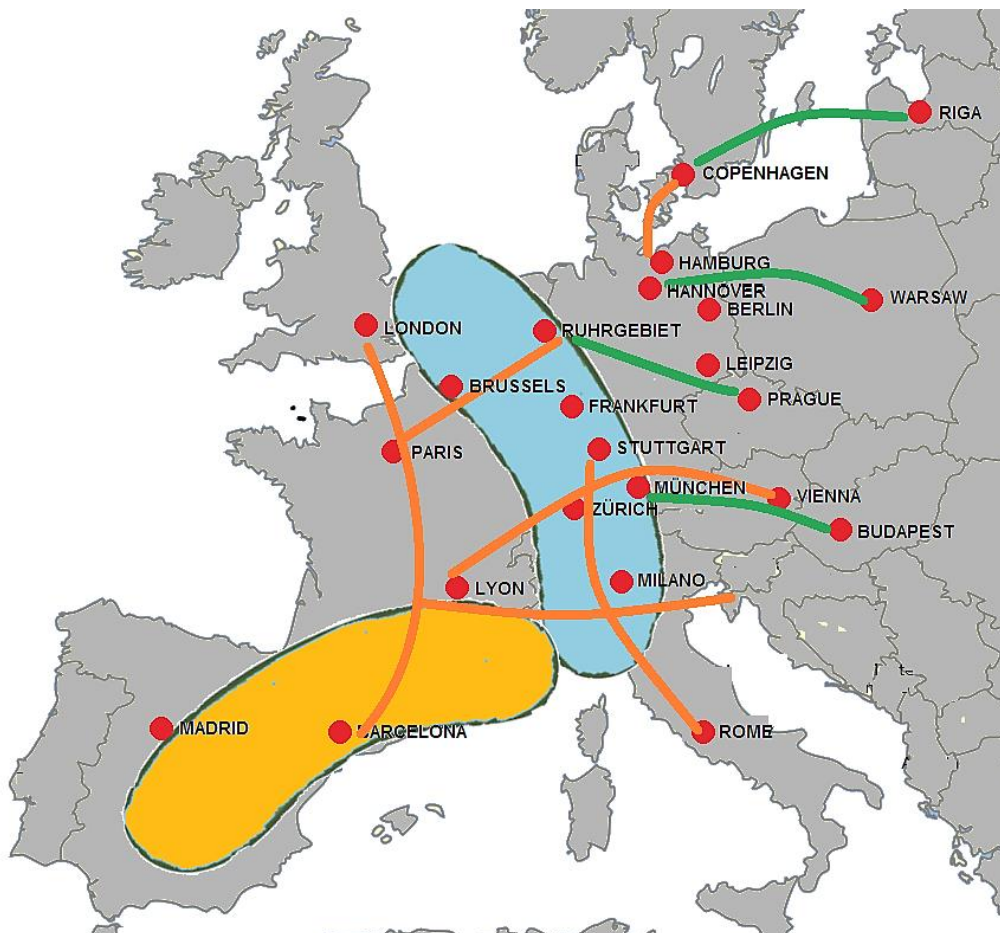 RIGA
COPENHAGEN
HAMBURG
HANNOVER
WARSAW
BERLIN
LONDON
RUHRGEBIET
LEIPZIG
BRUSSELS
PRAGUE
FRANKFURT
STUTTGART
PARIS
MÜNCHEN
VIENNA
ZÜRICH
BUDAPEST
MILANO
LYON
MADRID
BARCELONA
ROME